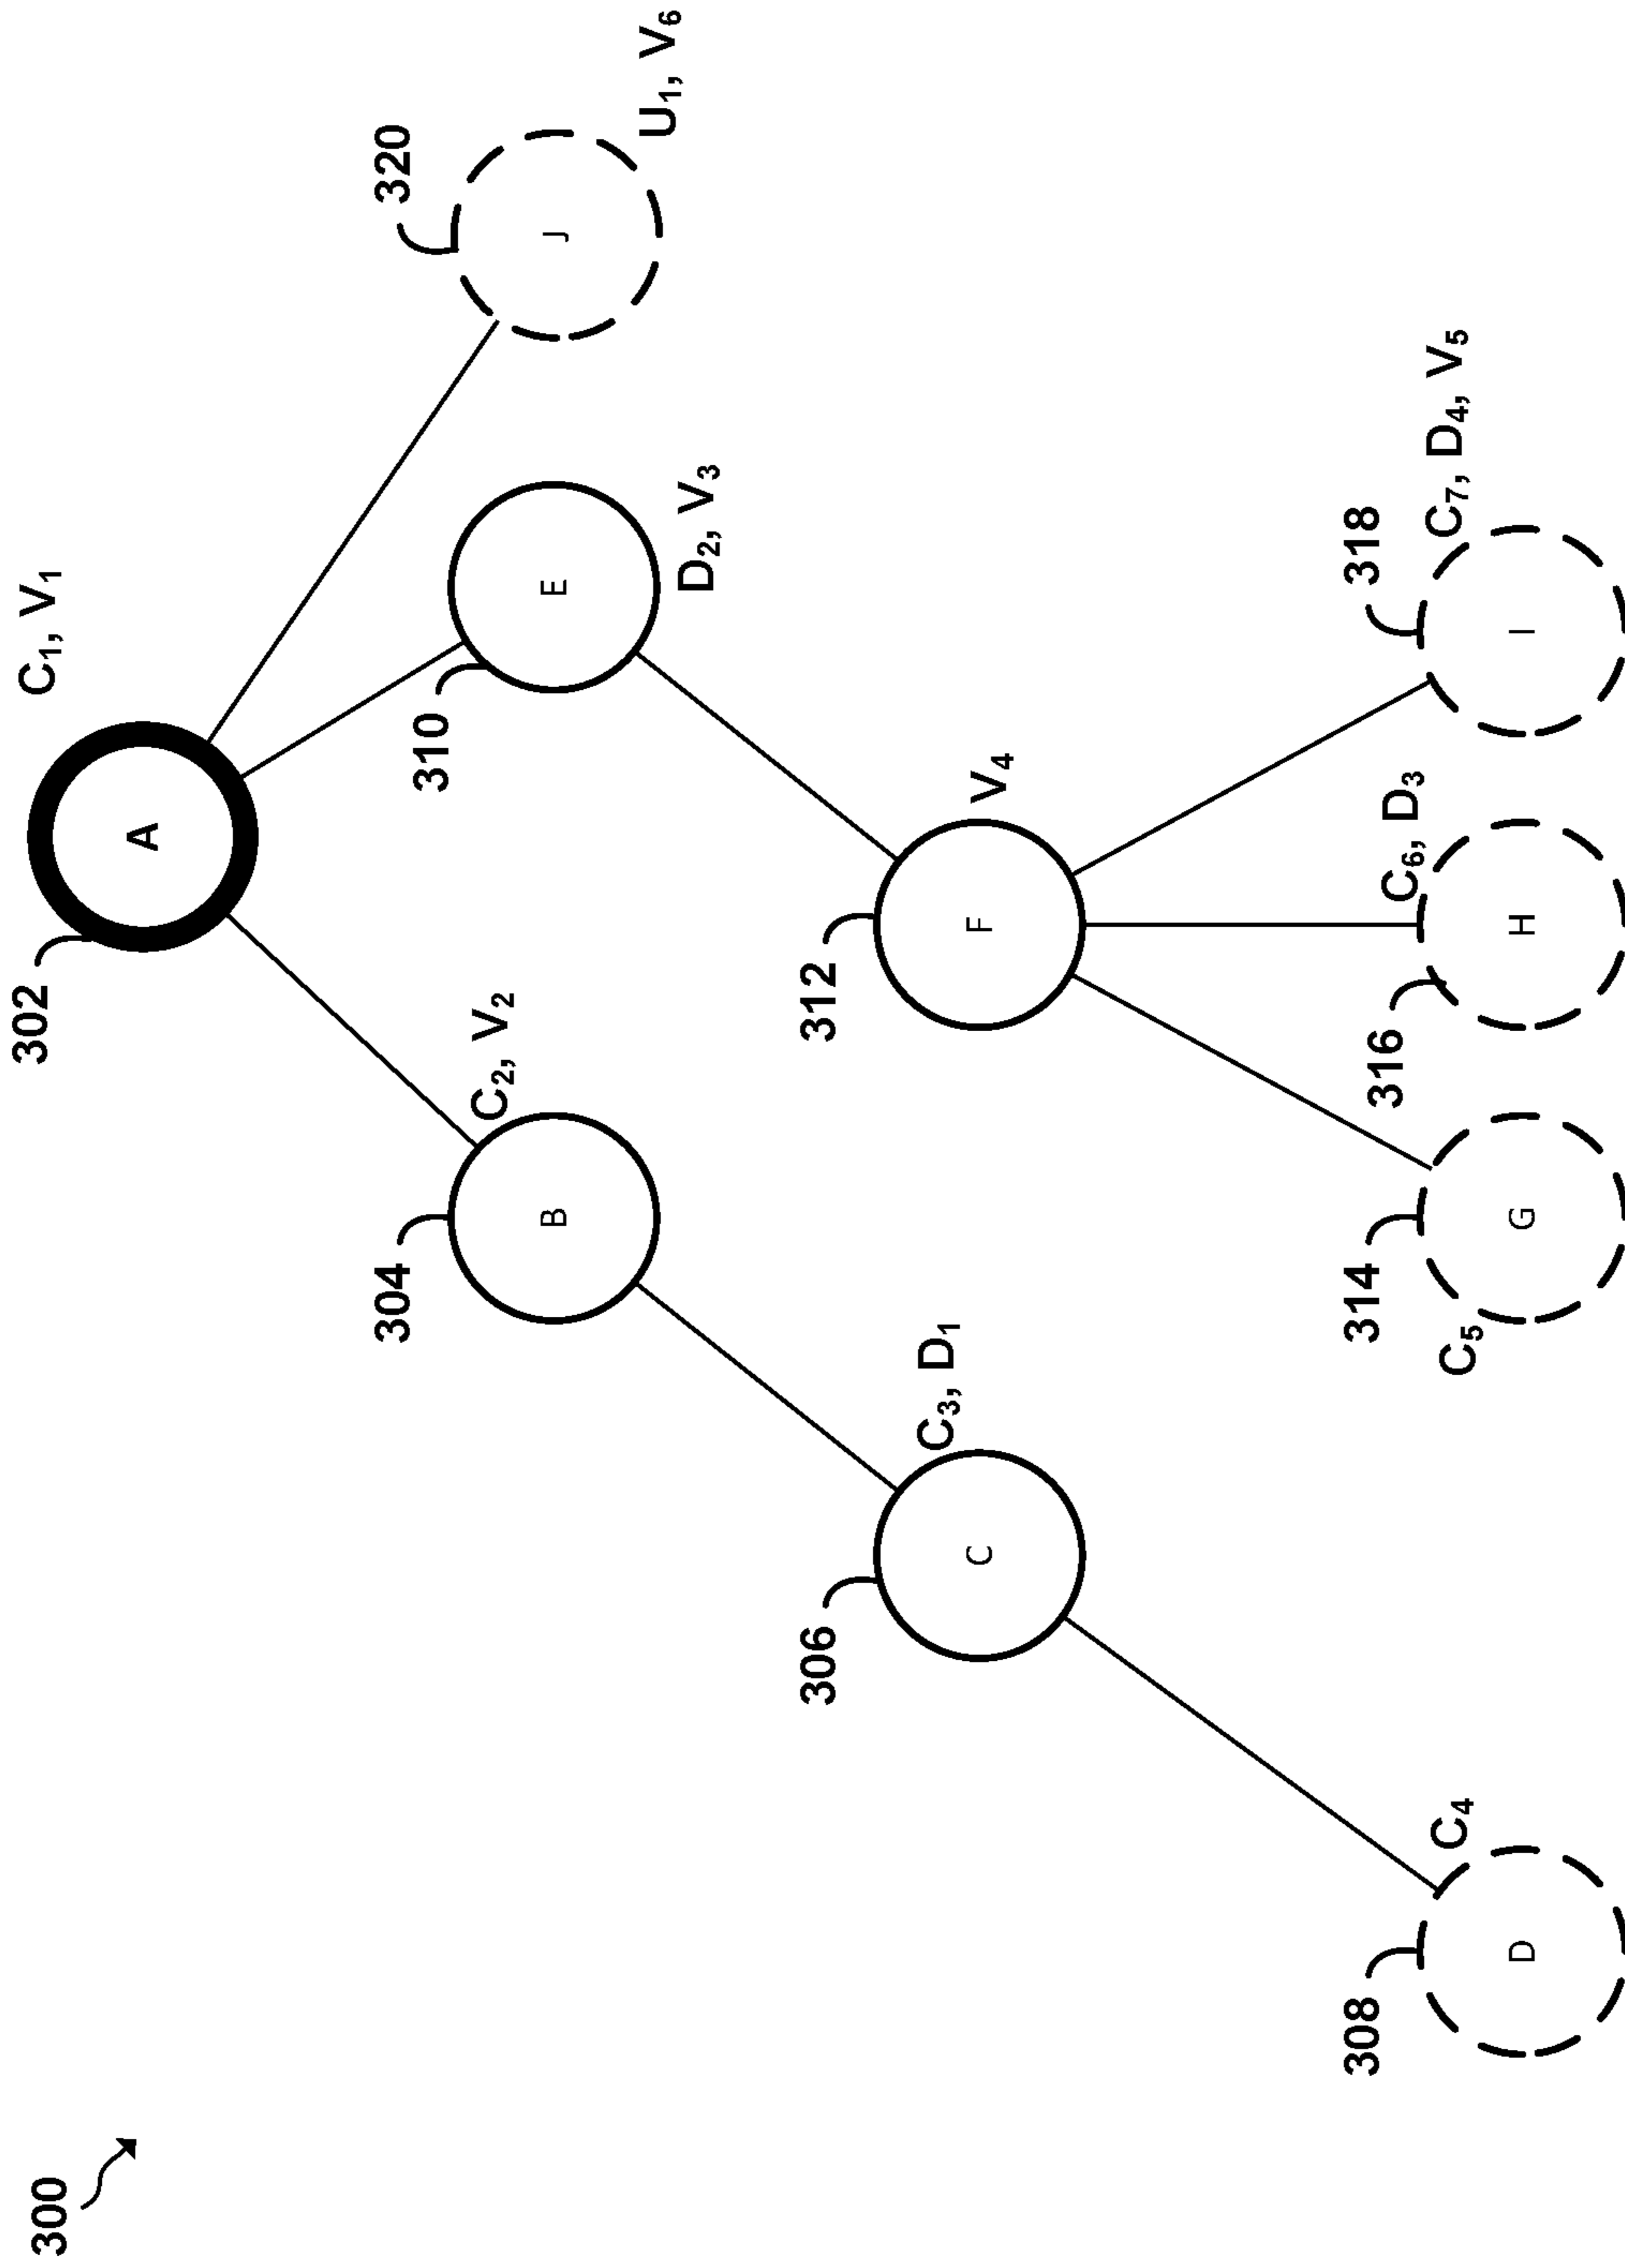 300
302
A
C₁, V₁
304
B
C₂, V₂
310
E
D₂, V₃
320
J
U₁, V₆
306
C
C₃, D₁
312
F
V₄
308
D
C₄
314
G
C₅
316
H
C₆, D₃
318
I
C₇, D₄, V₅